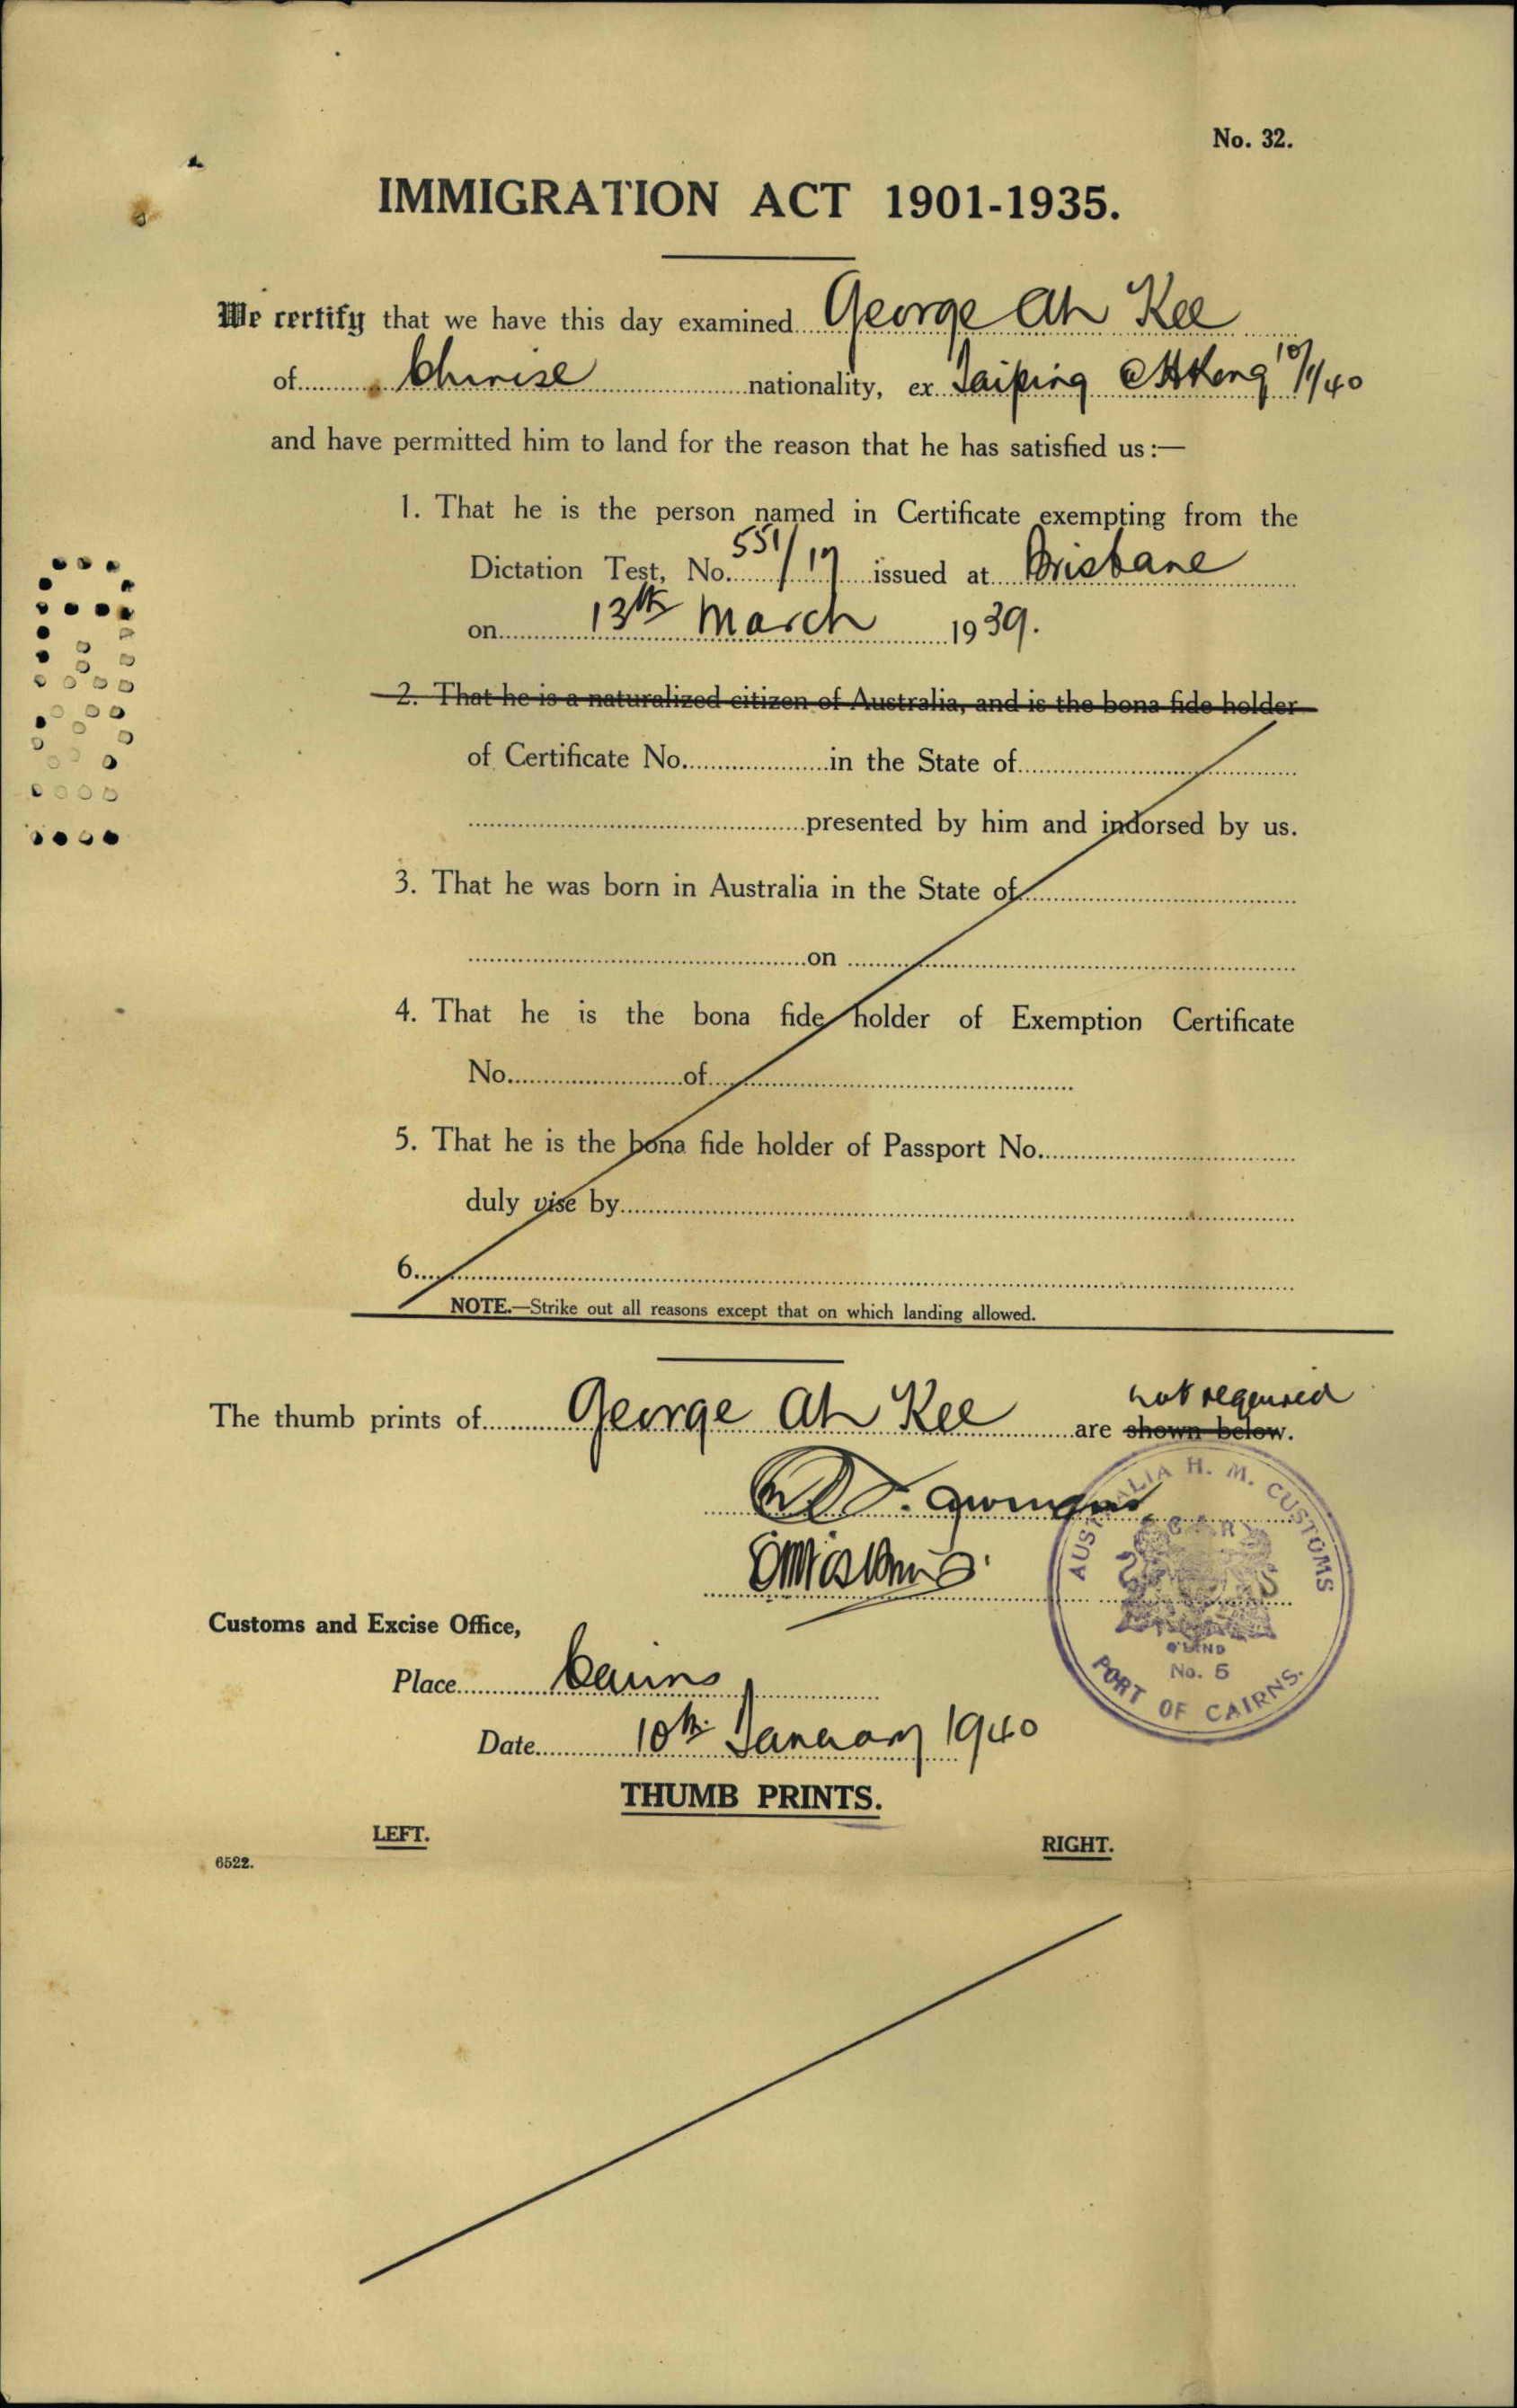 No. 32.
IMMIGRATION ACT 1901-1935.
We certify that we have this day examined George Ah Kee
of Chinese nationality, ex Taiping @ HKong 10/1/40
and have permitted him to land for the reason that he has satisfied us :—
1. That he is the person named in Certificate exempting from the
Dictation Test, No. 551/17 issued at Brisbane
on 13th March 1939.
2. That he is a naturalized citizen of Australia, and is the bona fide holder
of Certificate No. in the State of
presented by him and indorsed by us.
3. That he was born in Australia in the State of
on
4. That he is the bona fide holder of Exemption Certificate
No. of
5. That he is the bona fide holder of Passport No.
duly vise by
6.
NOTE.—Strike out all reasons except that on which landing allowed.
not required
The thumb prints of George Ah Kee are shown below.
AUSTRALIA H. M. CUSTOMS
Q'LAND
No. 5
PORT OF CAIRNS.
Customs and Excise Office,
Place Cairns
Date 10th January 1940
THUMB PRINTS.
LEFT. RIGHT.
6522.